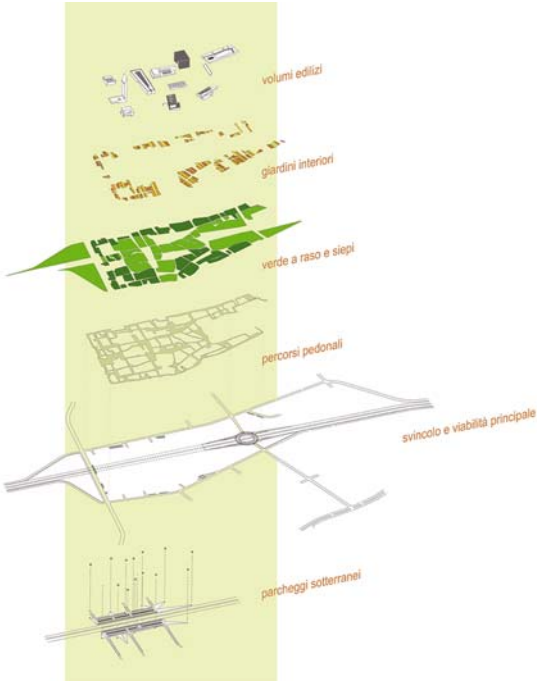 volumi edilizi
giardini interiori
verde a raso e siepi
percorsi pedonali
svincolo e viabilità principale
parcheggi sotterranei